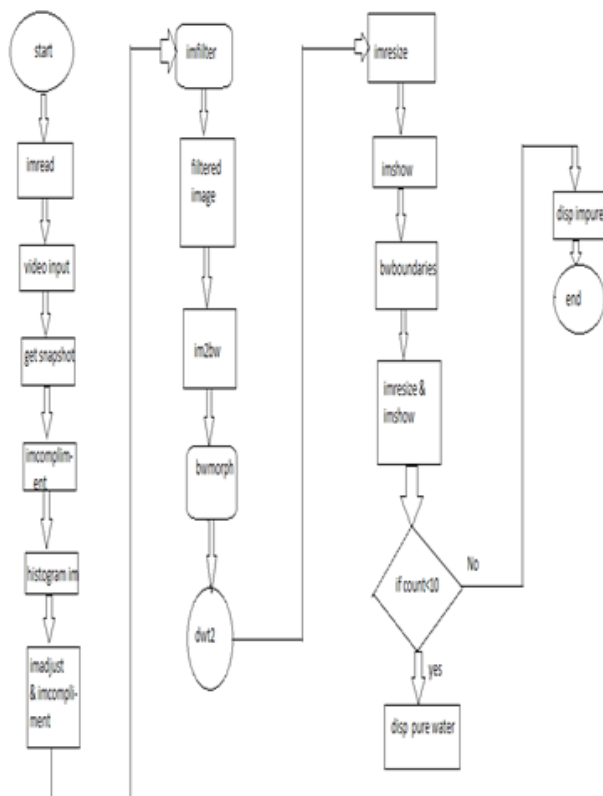 start
imread
video input
get snapshot
imcomplim-
ent
histogram im
imadjust
& imcompli-
ment
imfilter
filtered
image
im2bw
bwmorph
dwt2
imresize
imshow
bwboundaries
imresize &
imshow
if count<10
No
yes
disp pure water
disp impure
end